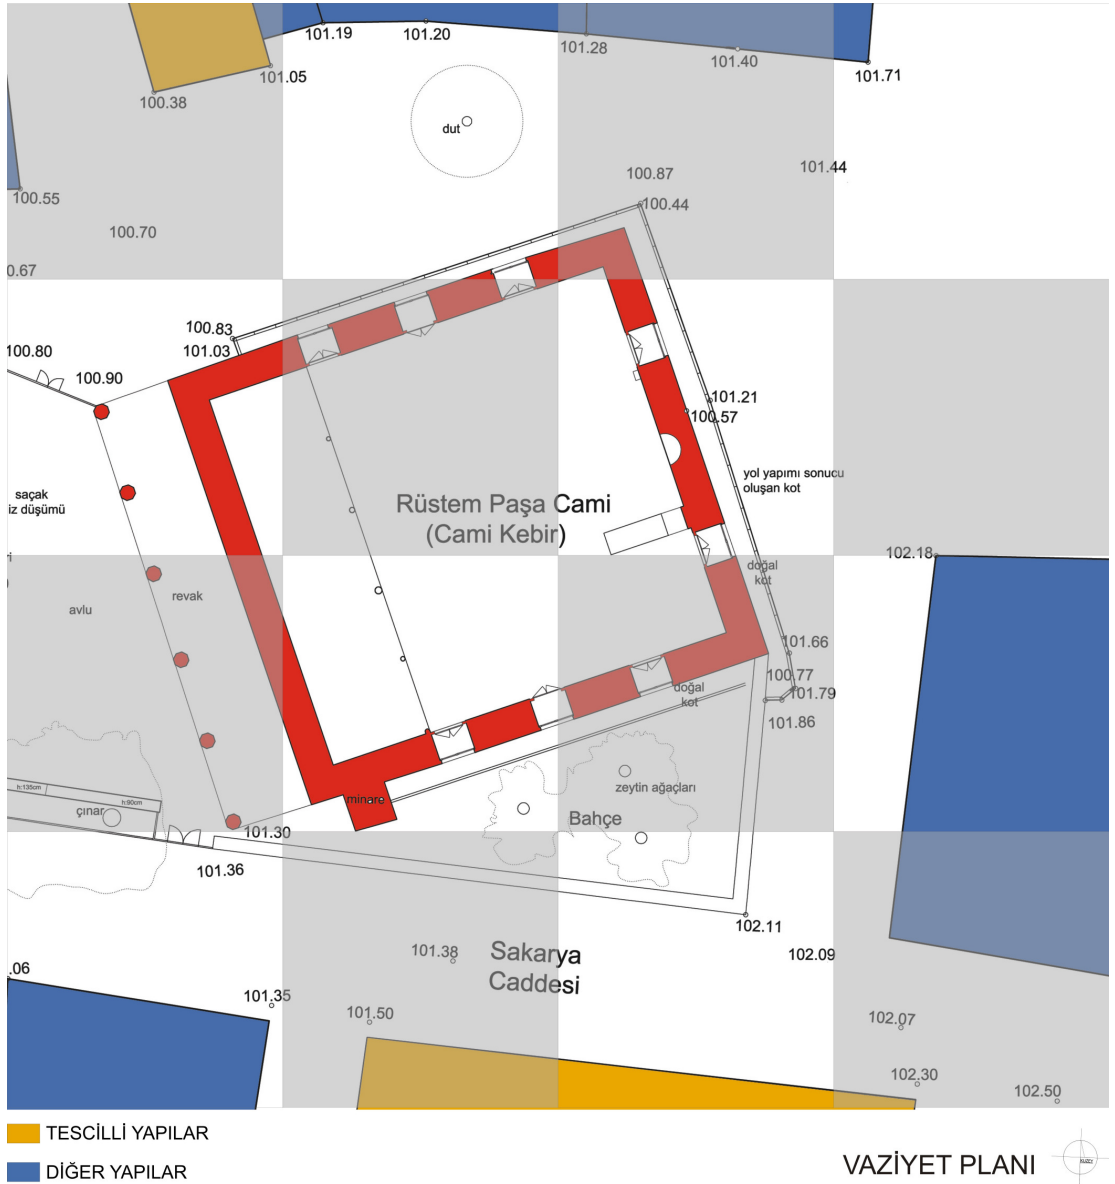 101.19
101.20
101.28
101.40
101.71
101.05
100.38
dut
101.44
100.87
100.44
100.55
100.70
0.67
100.83
101.03
100.80
100.90
101.21
100.57
yol yapımı sonucu
oluşan kot
saçak
iz düşümü
Rüstem Paşa Cami
(Cami Kebir)
102.18
doğal
kot
avlu
revak
101.66
100.77
101.79
101.86
doğal
kot
h:135cm
h:90cm
çınar
minare
zeytin ağaçları
Bahçe
101.30
101.36
102.11
102.09
101.38
Sakarya
Caddesi
.06
101.35
101.50
102.07
102.30
102.50
TESCİLLİ YAPILAR
DİĞER YAPILAR
VAZİYET PLANI